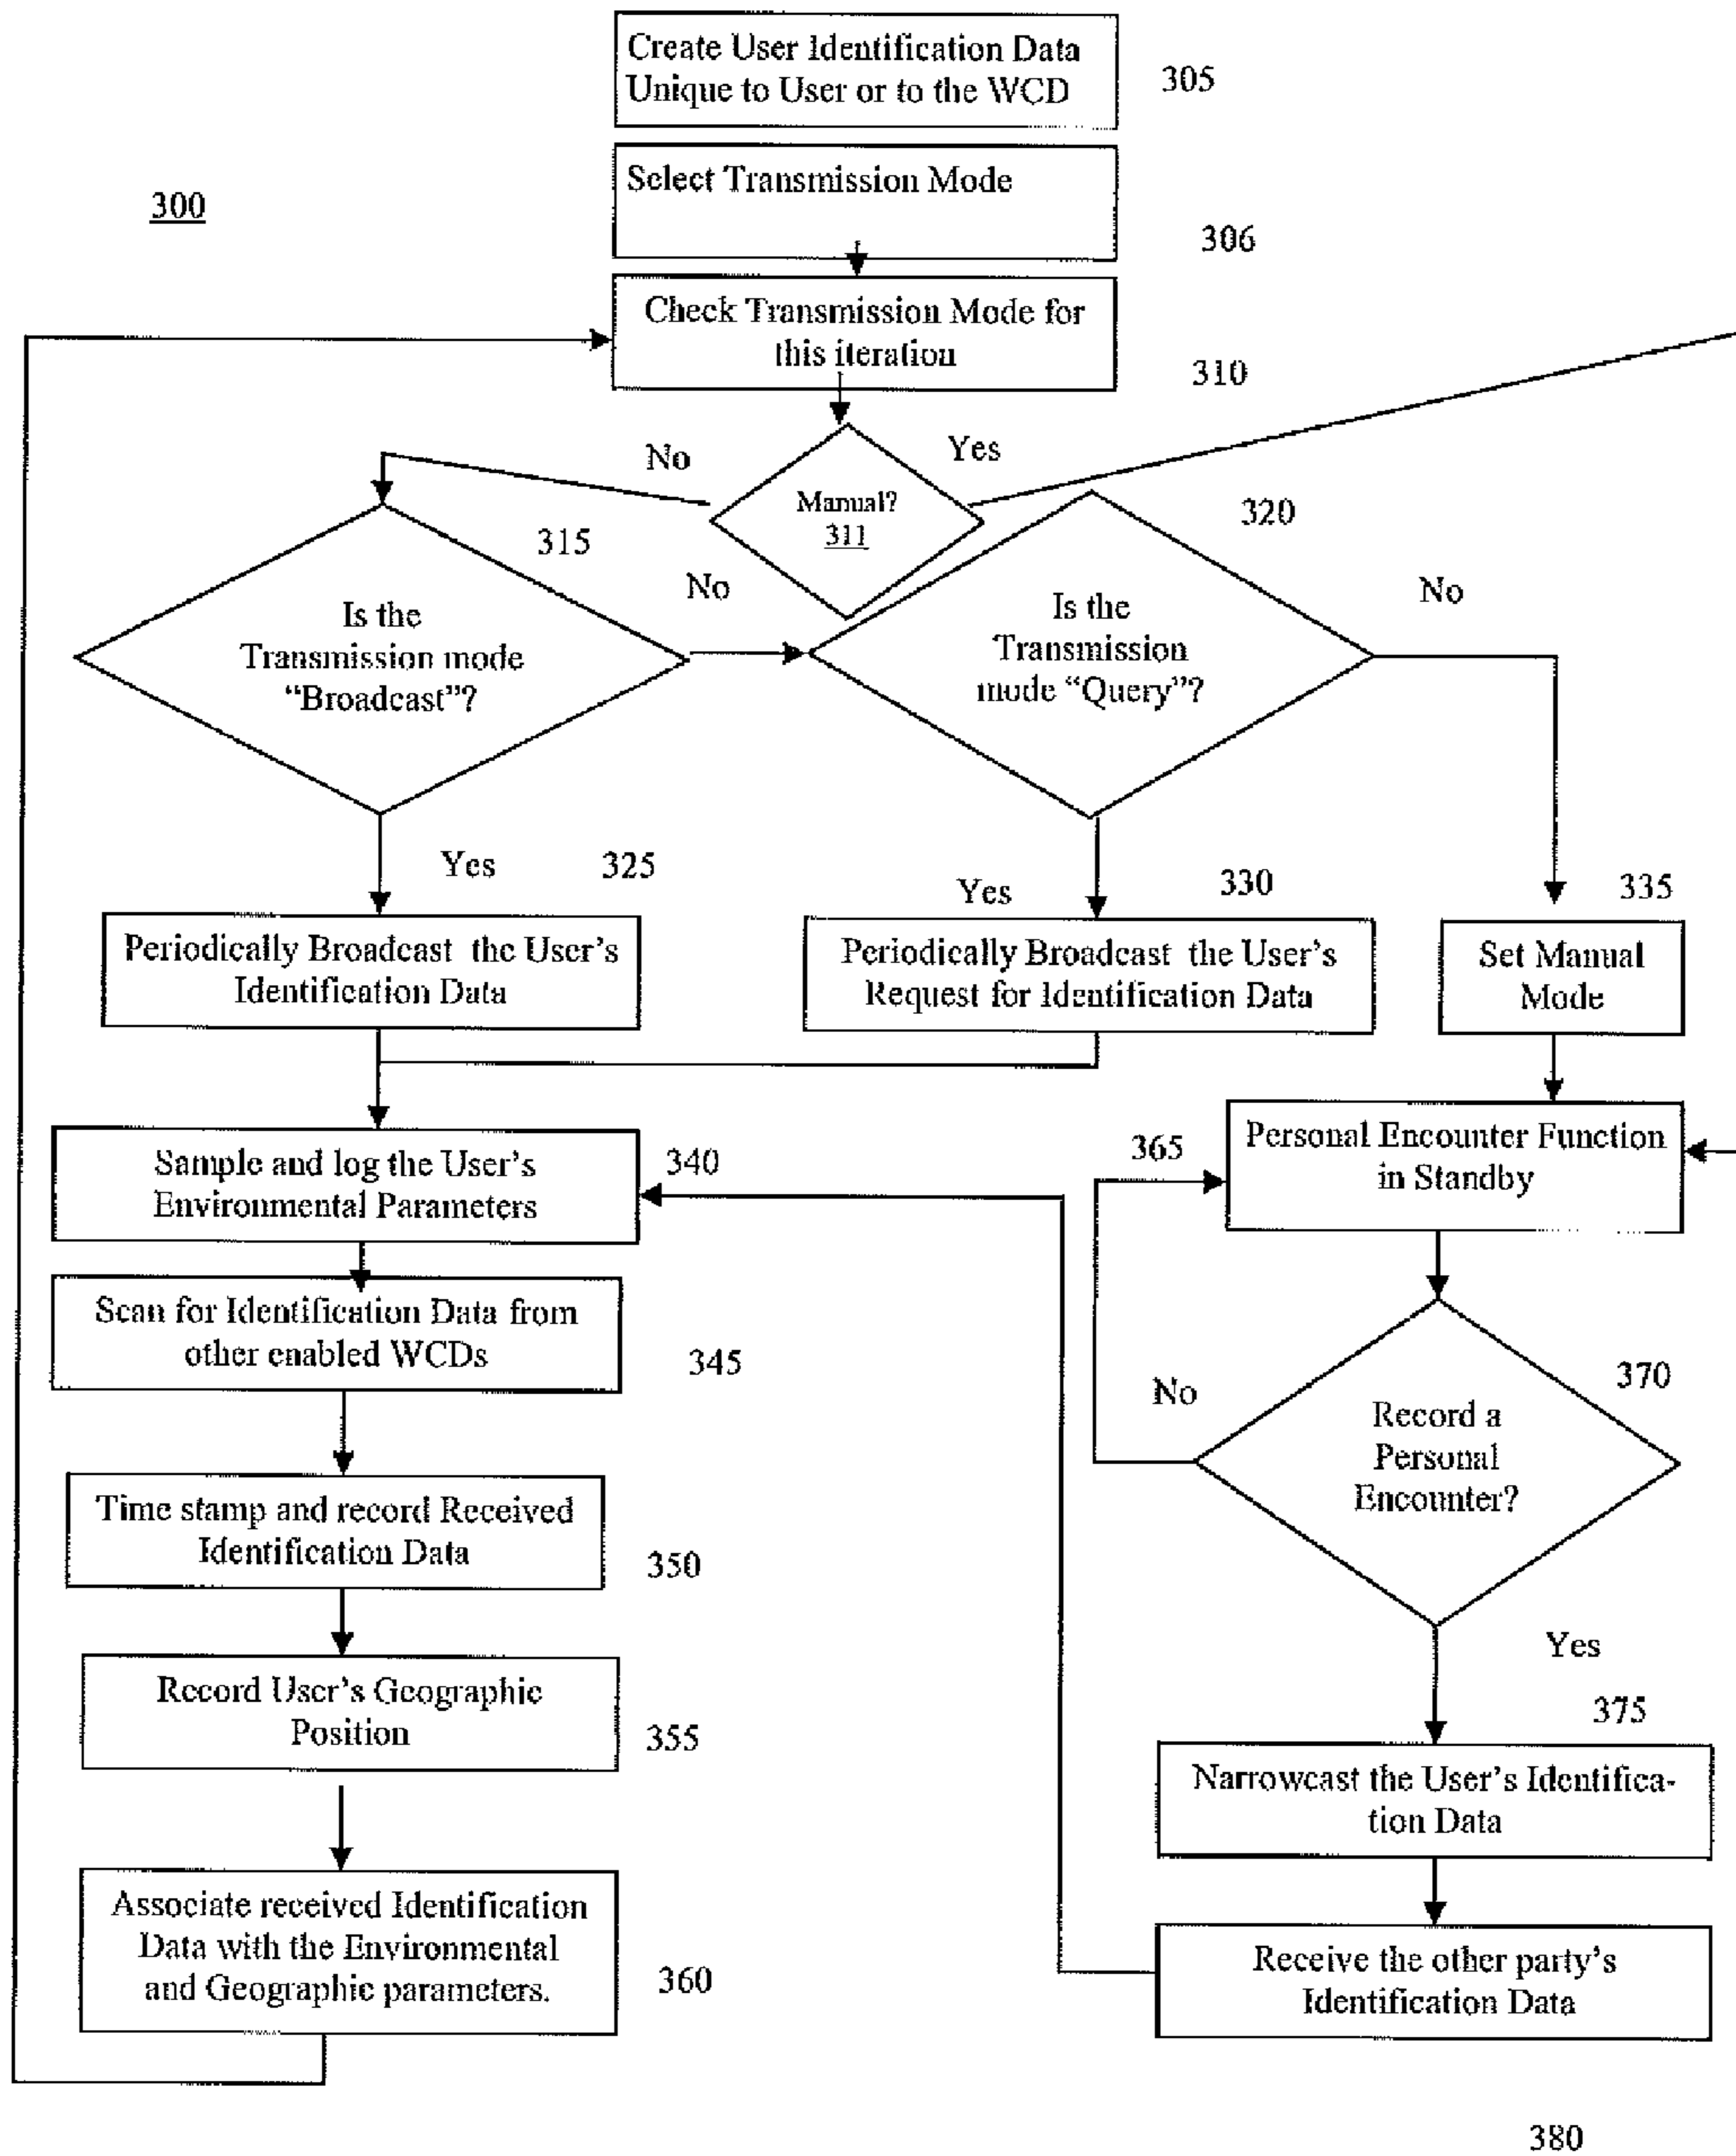 Create User Identification Data
Unique to User or to the WCD
305
Select Transmission Mode
300
306
Check Transmission Mode for
this iteration
310
No
Yes
Manual?
311
315
320
No
No
Is the
Transmission mode
“Broadcast”?
Is the
Transmission
mode “Query”?
Yes
325
Yes
330
335
Periodically Broadcast the User’s
Identification Data
Periodically Broadcast the User’s
Request for Identification Data
Set Manual
Mode
Sample and log the User’s
Environmental Parameters
340
365
Personal Encounter Function
in Standby
Scan for Identification Data from
other enabled WCDs
345
No
370
Record a
Personal
Encounter?
Time stamp and record Received
Identification Data
350
Yes
Record User’s Geographic
Position
355
375
Narrowcast the User’s Identifica-
tion Data
Associate received Identification
Data with the Environmental
and Geographic parameters.
360
Receive the other party’s
Identification Data
380